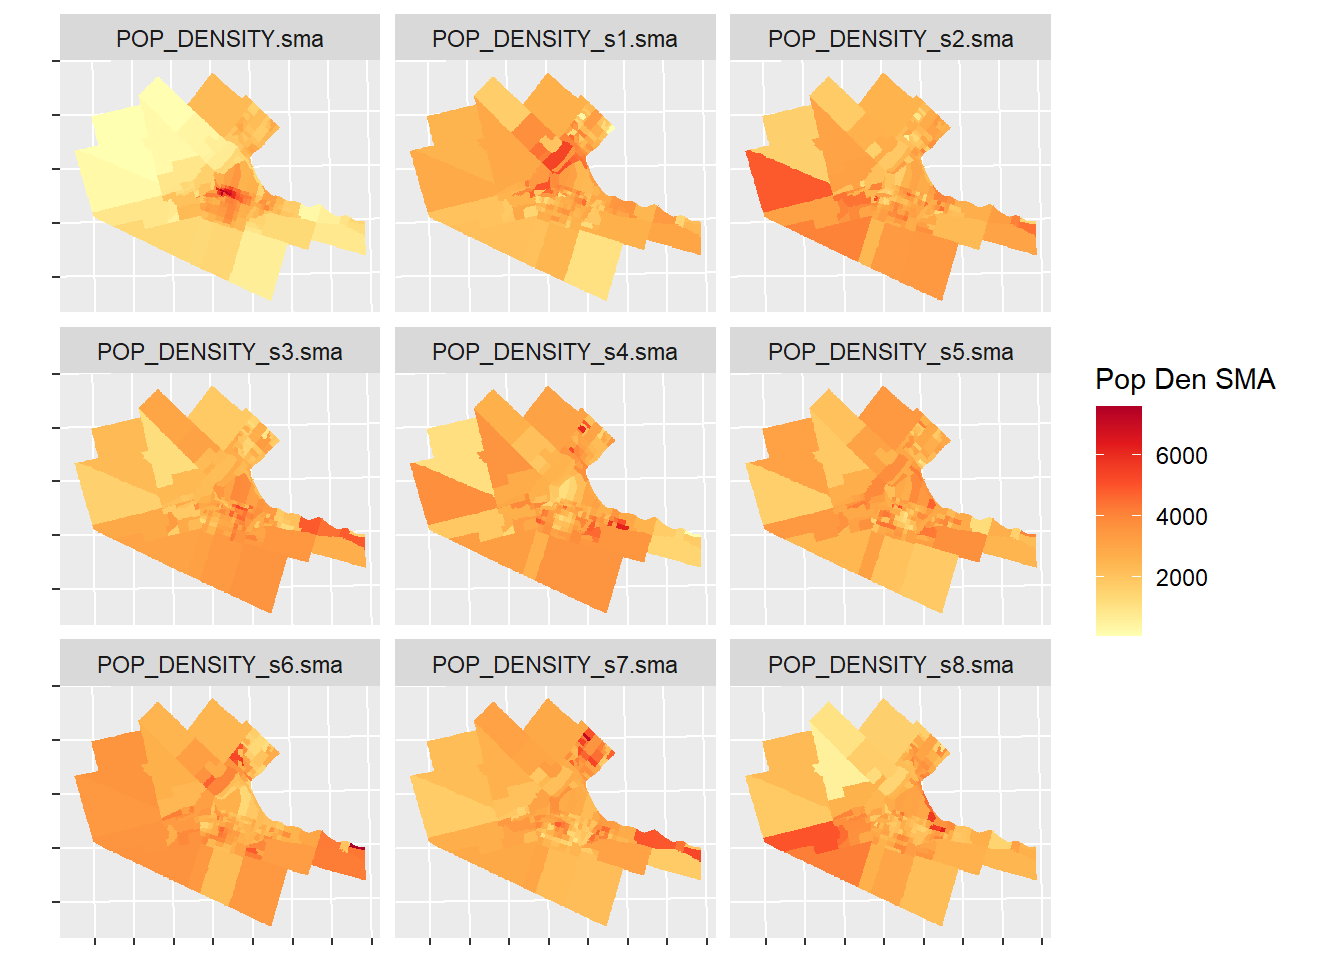 POP_DENSITY.sma
POP_DENSITY_s1.sma
POP_DENSITY_s2.sma
POP_DENSITY_s3.sma
POP_DENSITY_s4.sma
POP_DENSITY_s5.sma
Pop Den SMA
6000
4000
2000
POP_DENSITY_s6.sma
POP_DENSITY_s7.sma
POP_DENSITY_s8.sma